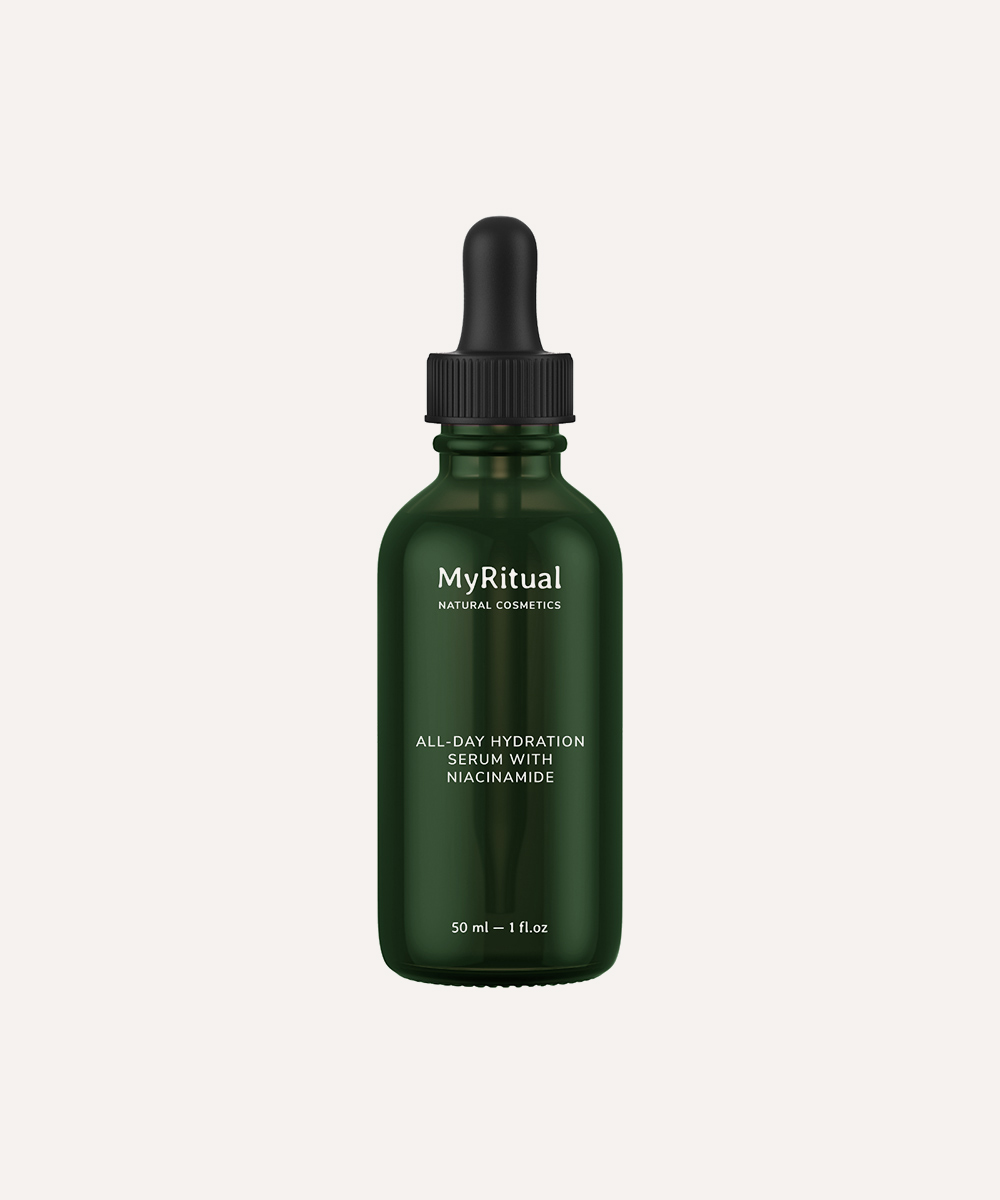 MyRitual
NATURAL COSMETICS
ALL-DAY HYDRATION
SERUM WITH
NIACINAMIDE
50 ml — 1 fl.oz